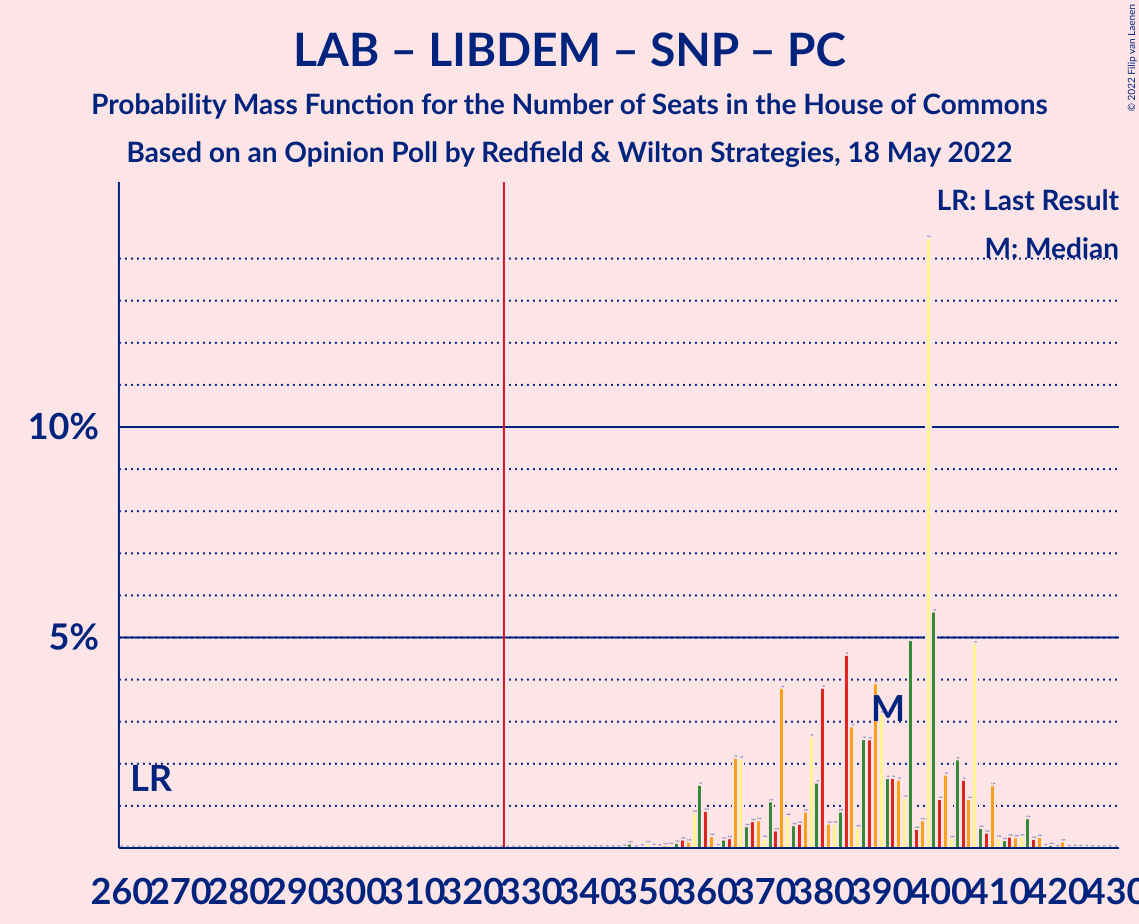 LAB – LIBDEM – SNP – PC
Probability Mass Function for the Number of Seats in the House of Commons
Based on an Opinion Poll by Redfield & Wilton Strategies, 18 May 2022
© 2022 Filip van Laenen
LR: Last Result
M: Median
10%
5%
M
LR
260 270 280 290 300 310 320 330 340 350 360 370 380 390 400 410 420 430